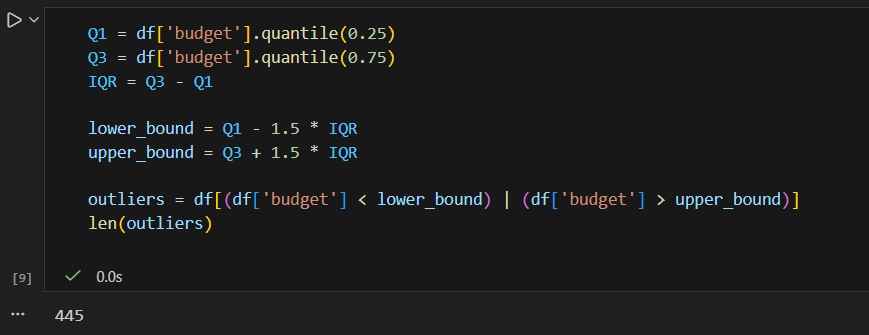 Q1 = df['budget'].quantile(0.25)
Q3 = df['budget'].quantile(0.75)
IQR = Q3 - Q1
lower_bound = Q1 - 1.5 * IQR
upper_bound = Q3 + 1.5 * IQR
outliers = df[(df['budget'] < lower_bound) | (df['budget'] > upper_bound)]
len(outliers)
[9] 0.0s
445